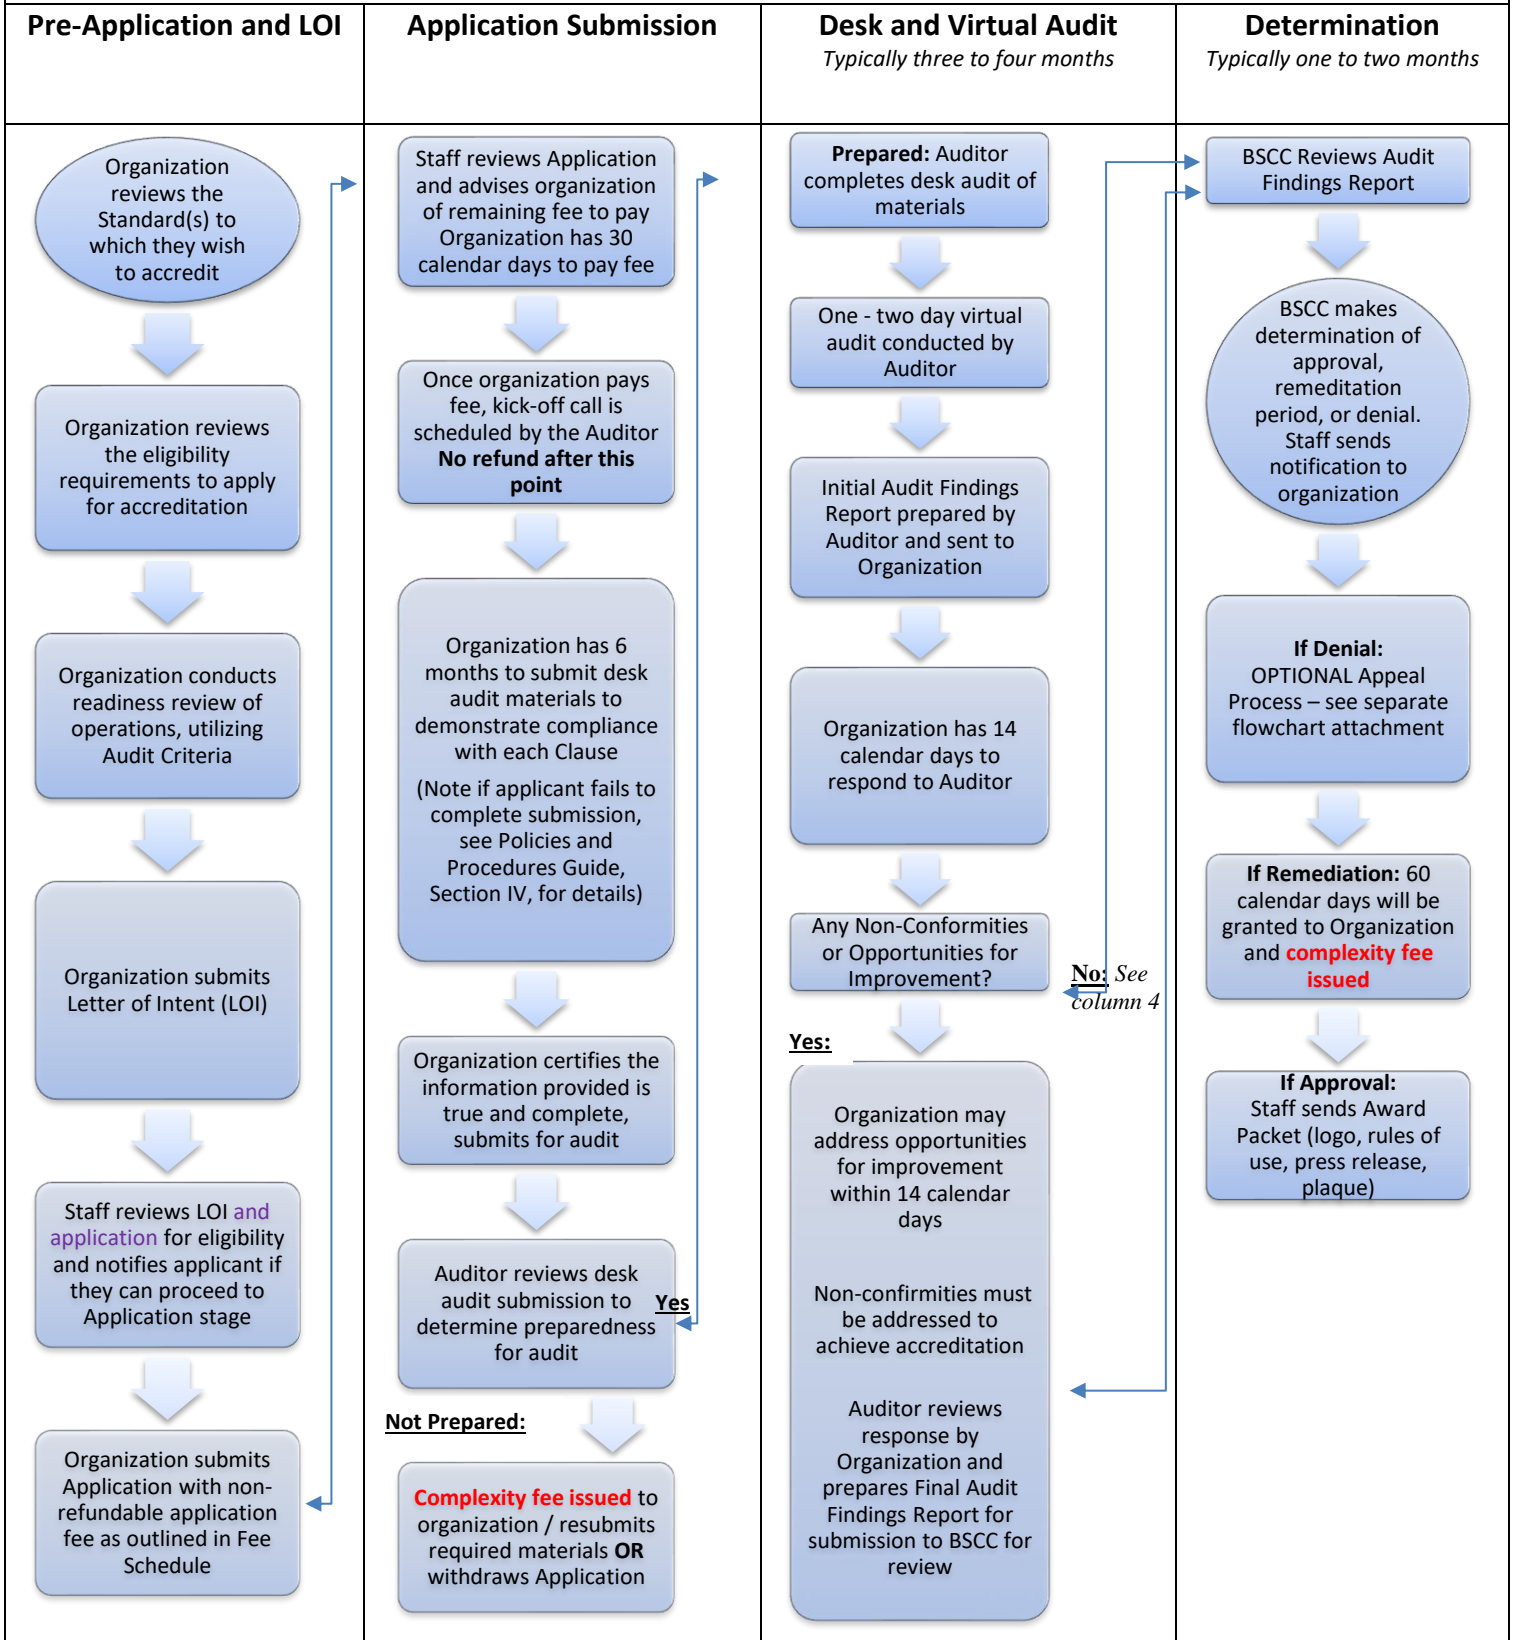 Pre-Application and LOI
Application Submission
Desk and Virtual Audit
Typically three to four months
Determination
Typically one to two months
Organization
reviews the
Standard(s) to
which they wish
to accredit
Organization reviews
the eligibility
requirements to apply
for accreditation
Organization conducts
readiness review of
operations, utilizing
Audit Criteria
Organization submits
Letter of Intent (LOI)
Staff reviews LOI and
application for eligibility
and notifies applicant if
they can proceed to
Application stage
Organization submits
Application with non-
refundable application
fee as outlined in Fee
Schedule
Staff reviews Application
and advises organization
of remaining fee to pay
Organization has 30
calendar days to pay fee
Once organization pays
fee, kick-off call is
scheduled by the Auditor
No refund after this
point
Organization has 6
months to submit desk
audit materials to
demonstrate compliance
with each Clause
(Note if applicant fails to
complete submission,
see Policies and
Procedures Guide,
Section IV, for details)
Organization certifies the
information provided is
true and complete,
submits for audit
Auditor reviews desk
audit submission to
determine preparedness
for audit
Yes
Not Prepared:
Complexity fee issued to
organization / resubmits
required materials OR
withdraws Application
Prepared: Auditor
completes desk audit of
materials
One - two day virtual
audit conducted by
Auditor
Initial Audit Findings
Report prepared by
Auditor and sent to
Organization
Organization has 14
calendar days to
respond to Auditor
Any Non-Conformities
or Opportunities for
Improvement?
No: See
column 4
Yes:
Organization may
address opportunities
for improvement
within 14 calendar
days
Non-confirmities must
be addressed to
achieve accreditation
Auditor reviews
response by
Organization and
prepares Final Audit
Findings Report for
submission to BSCC for
review
BSCC Reviews Audit
Findings Report
BSCC makes
determination of
approval,
remeditation
period, or denial.
Staff sends
notification to
organization
If Denial:
OPTIONAL Appeal
Process – see separate
flowchart attachment
If Remediation: 60
calendar days will be
granted to Organization
and complexity fee
issued
If Approval:
Staff sends Award
Packet (logo, rules of
use, press release,
plaque)